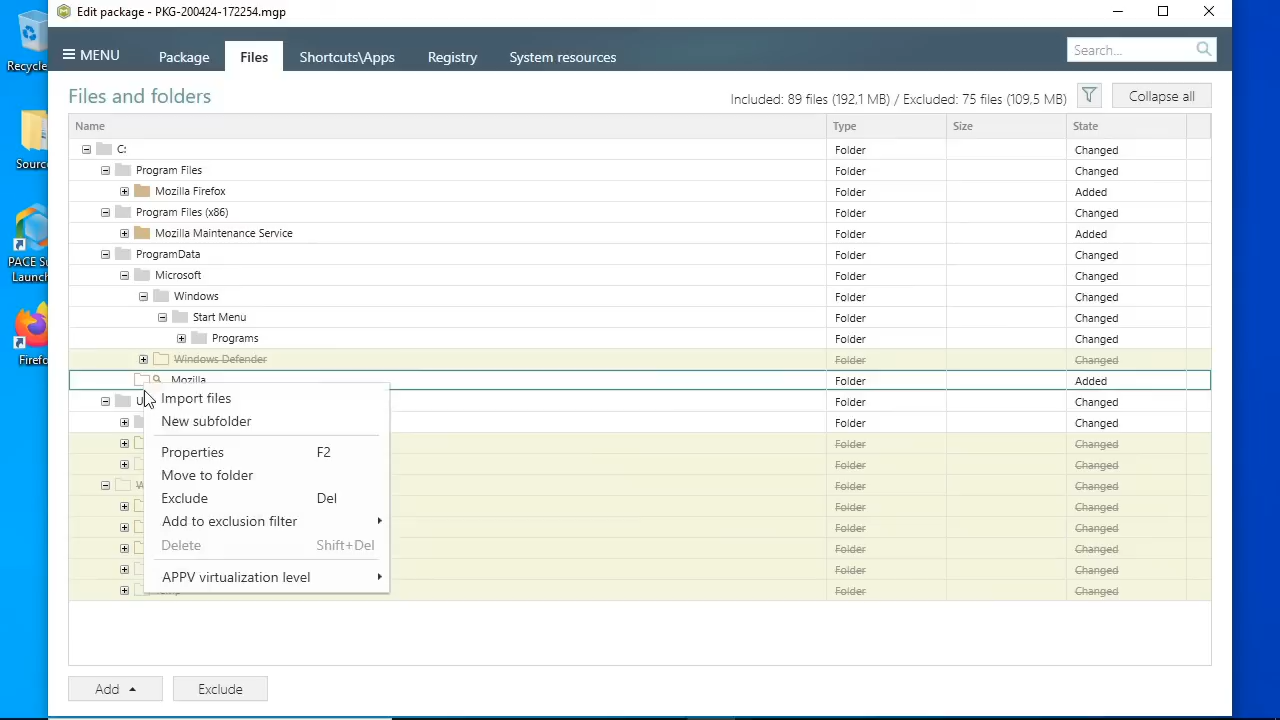 Edit package - PKG-200424-172254.mgp
Recycle
MENU
Package
Files
Shortcuts\Apps
Registry
System resources
Search...
Files and folders
Included: 89 files (192,1 MB) / Excluded: 75 files (109,5 MB)
Collapse all
Name Type Size State
C: Folder Changed
Program Files Folder Changed
Mozilla Firefox Folder Added
Program Files (x86) Folder Changed
Mozilla Maintenance Service Folder Added
ProgramData Folder Changed
Microsoft Folder Changed
Windows Folder Changed
Start Menu Folder Changed
Programs Folder Changed
Windows Defender Folder Changed
Mozilla Folder Added
U Folder Changed
Folder Changed
Folder Changed
Folder Changed
W Folder Changed
Folder Changed
Folder Changed
Folder Changed
Folder Changed
Folder Changed
Import files
New subfolder
Properties F2
Move to folder
Exclude Del
Add to exclusion filter
Delete Shift+Del
APPV virtualization level
Add
Exclude
Sourc
PACE Su
Launch
Firefo